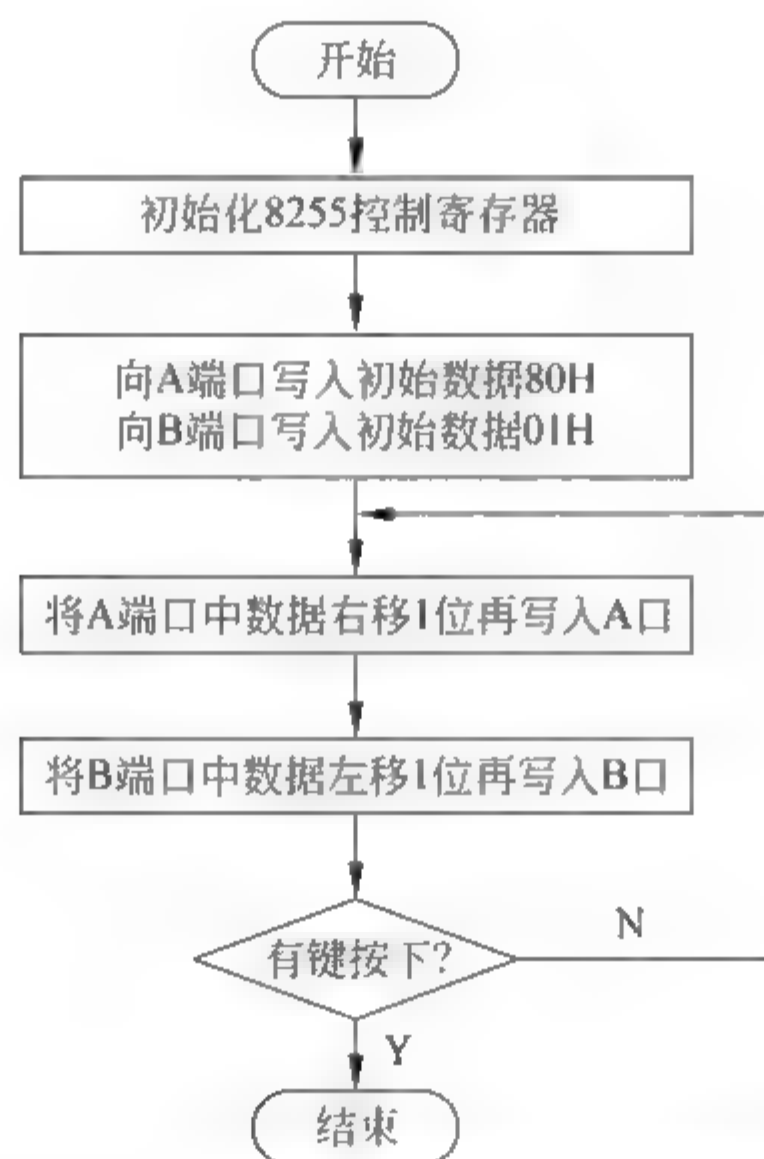 开始
初始化8255控制寄存器
向A端口写入初始数据80H
向B端口写入初始数据01H
将A端口中数据右移1位再写入A口
将B端口中数据左移1位再写入B口
有键按下?
N
Y
结束